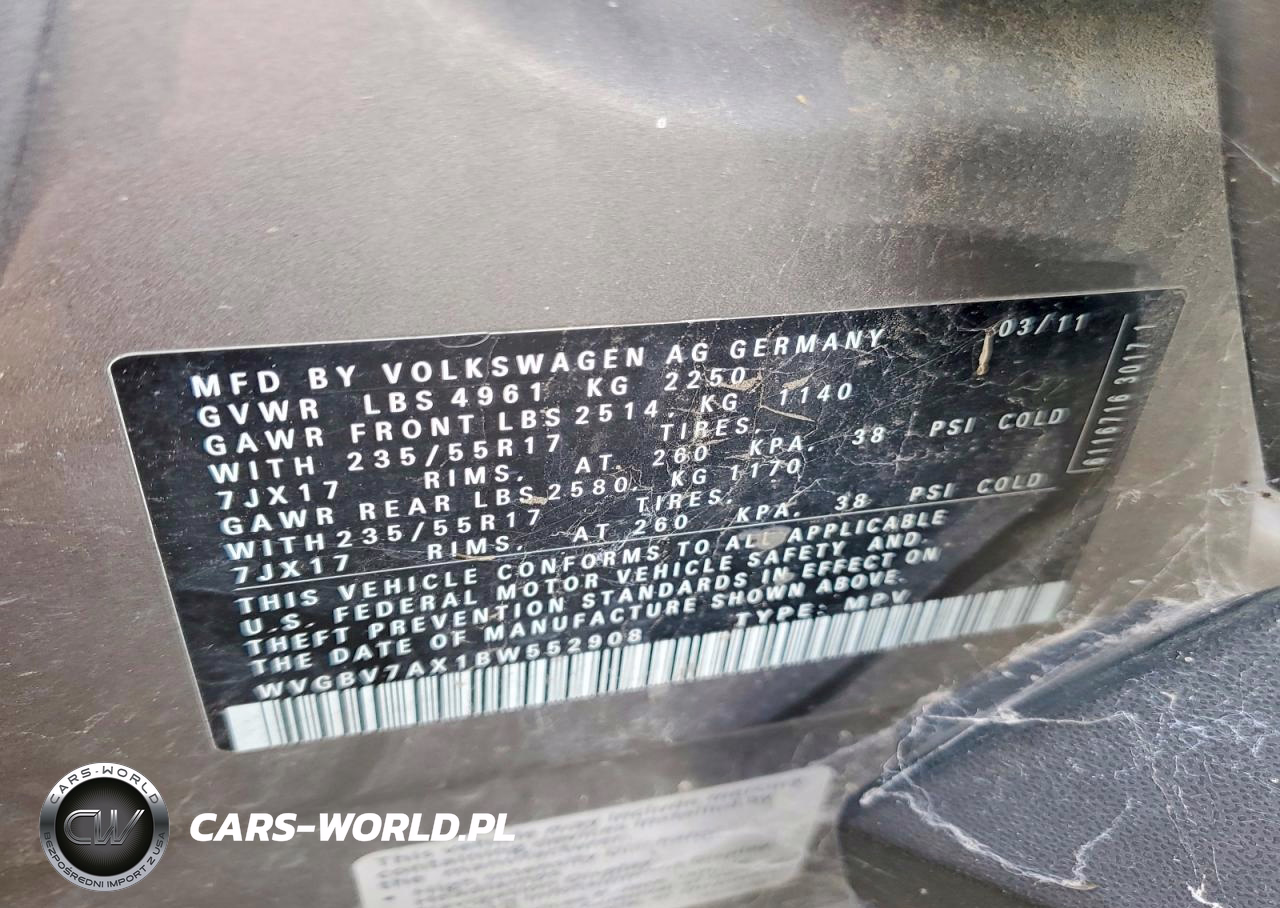 MFD BY VOLKSWAGEN AG GERMANY 03/11
GVWR LBS 4961 KG 2250
GAWR FRONT LBS 2514. KG 1140
WITH 235/55R17 TIRES.
7JX17 RIMS. AT. 260 KPA. 38 PSI COLD
GAWR REAR LBS 2580. KG 1170
WITH 235/55R17 TIRES.
7JX17 RIMS. AT 260 KPA. 38 PSI COLD
THIS VEHICLE CONFORMS TO ALL APPLICABLE
U.S. FEDERAL MOTOR VEHICLE SAFETY AND.
THEFT PREVENTION STANDARDS IN EFFECT ON
THE DATE OF MANUFACTURE SHOWN ABOVE.
WVGBV7AX1BW552908 TYPE: MPV
CARS-WORLD
CW
BEZPOŚREDNI IMPORT Z USA
CARS-WORLD.PL